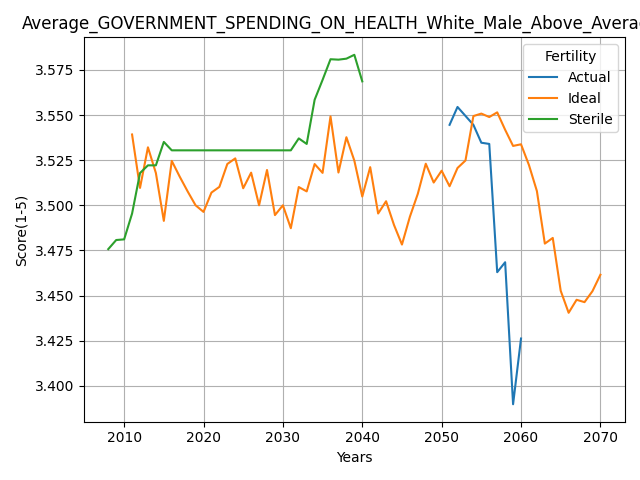 Average_GOVERNMENT_SPENDING_ON_HEALTH_White_Male_Above_Avera
Fertility
Actual
Ideal
Sterile
Score(1-5)
3.575
3.550
3.525
3.500
3.475
3.450
3.425
3.400
2010 2020 2030 2040 2050 2060 2070
Years